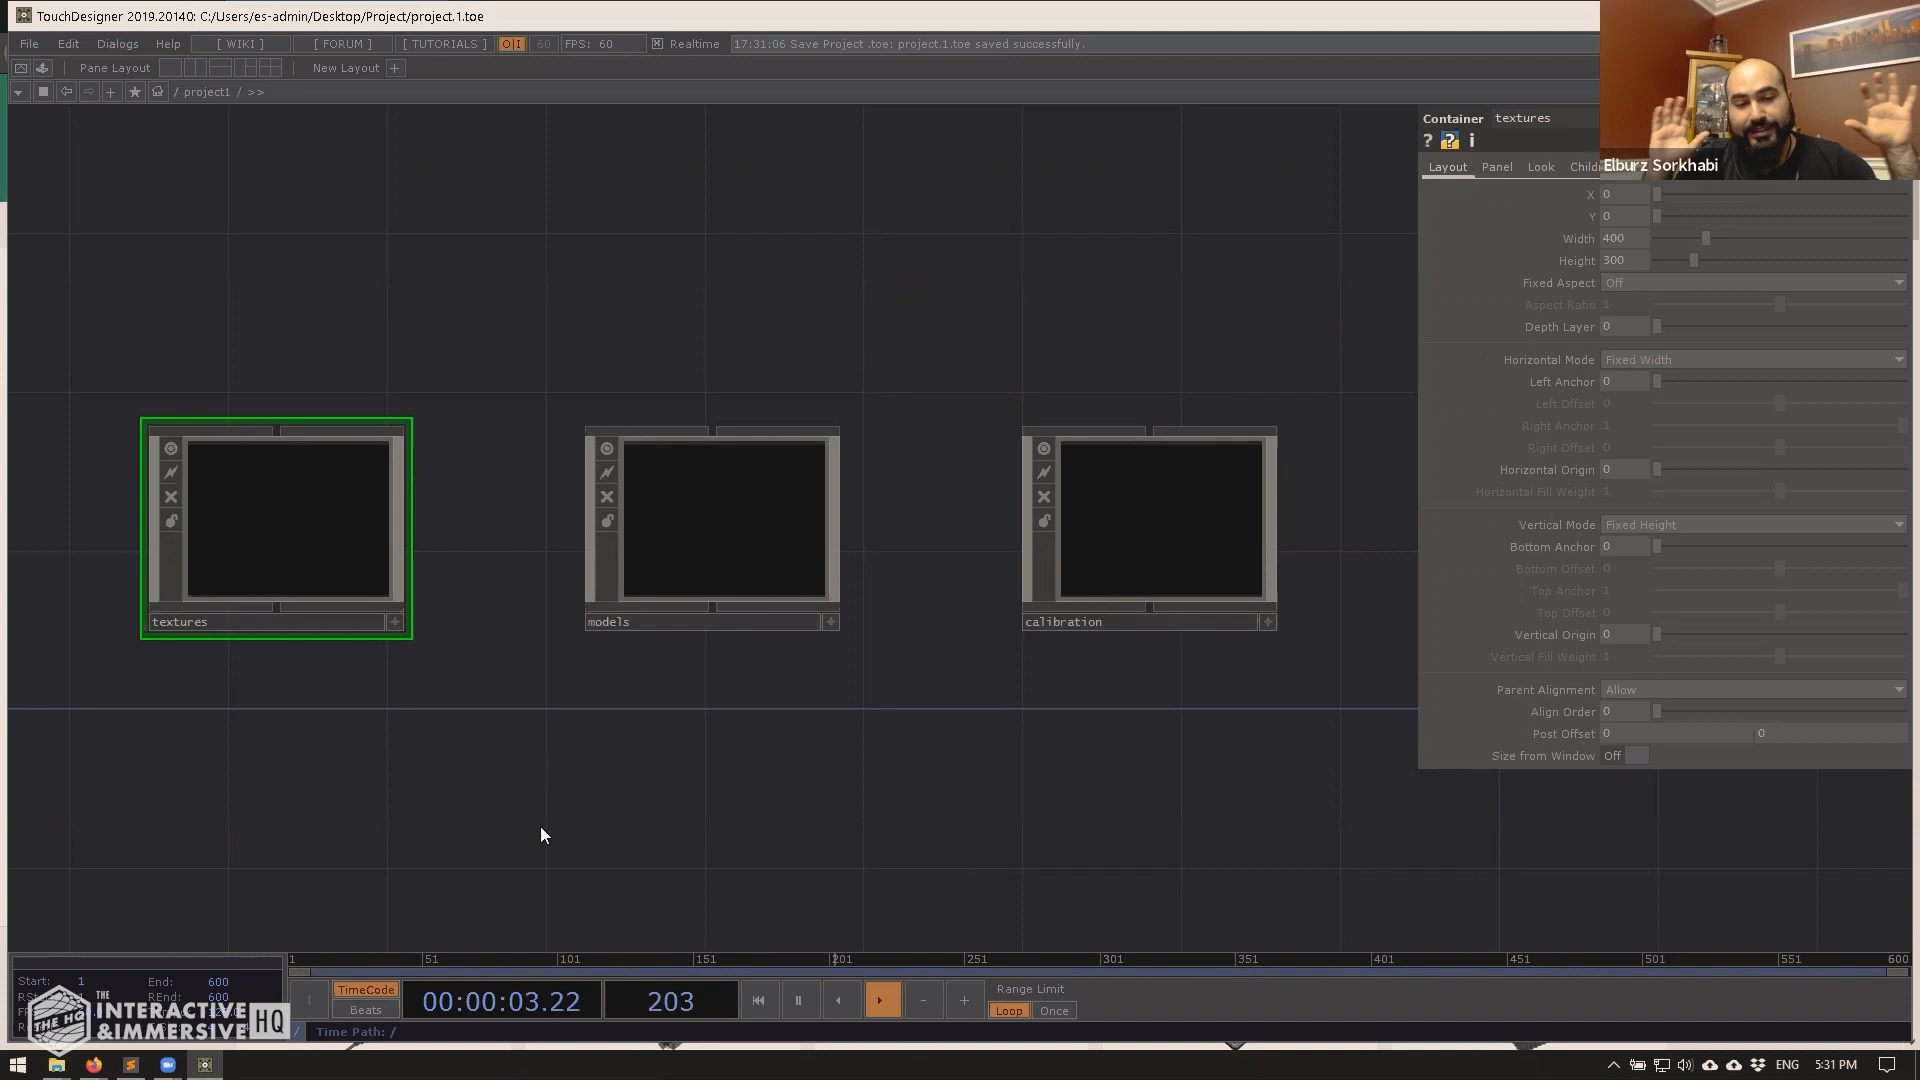 TouchDesigner 2019.20140: C:/Users/es-admin/Desktop/Project/project.1.toe
File Edit Dialogs Help [ WIKI ] [ FORUM ] [ TUTORIALS ] O|I 60 FPS: 60 Realtime 17:31:06 Save Project .toe: project.1.toe saved successfully.
Pane Layout New Layout +
/ project1 / >>
Container textures
? ? i
Layout Panel Look
Elburz Sorkhabi
X 0
Y 0
Width 400
Height 300
Fixed Aspect Off
Aspect Ratio 1
Depth Layer 0
Horizontal Mode Fixed Width
Left Anchor 0
Left Offset 0
Right Anchor 1
Right Offset 0
Horizontal Origin 0
Horizontal Fill Weight 1
Vertical Mode Fixed Height
Bottom Anchor 0
Bottom Offset 0
Top Anchor 1
Top Offset 0
Vertical Origin 0
Vertical Fill Weight 1
Parent Alignment Allow
Align Order 0
Post Offset 0 0
Size from Window Off
textures
models
calibration
1 51 101 151 201 251 301 351 401 451 501 551 600
Start: 1 End: 600
REnd: 600
TimeCode
Beats
00:00:03.22
203
Range Limit
Loop Once
Time Path: /
THE
INTERACTIVE
&IMMERSIVE HQ
THE HQ
ENG 5:31 PM